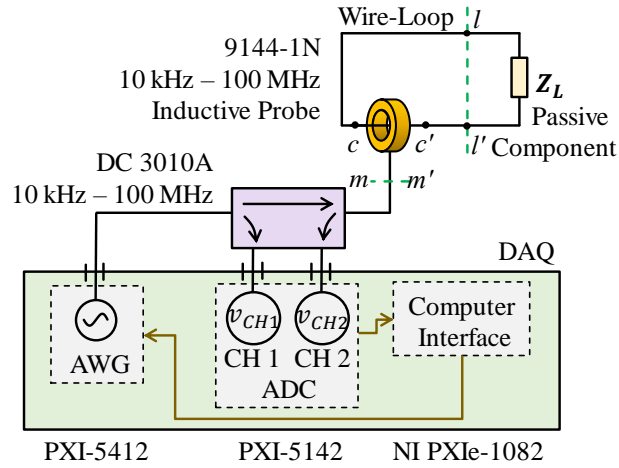 Wire-Loop
l
9144-1N
10 kHz – 100 MHz
Inductive Probe
Z_L
Passive
Component
c
c'
l'
m
m'
DC 3010A
10 kHz – 100 MHz
DAQ
v_CH1
v_CH2
CH 1
CH 2
ADC
AWG
Computer
Interface
PXI-5412
PXI-5142
NI PXIe-1082